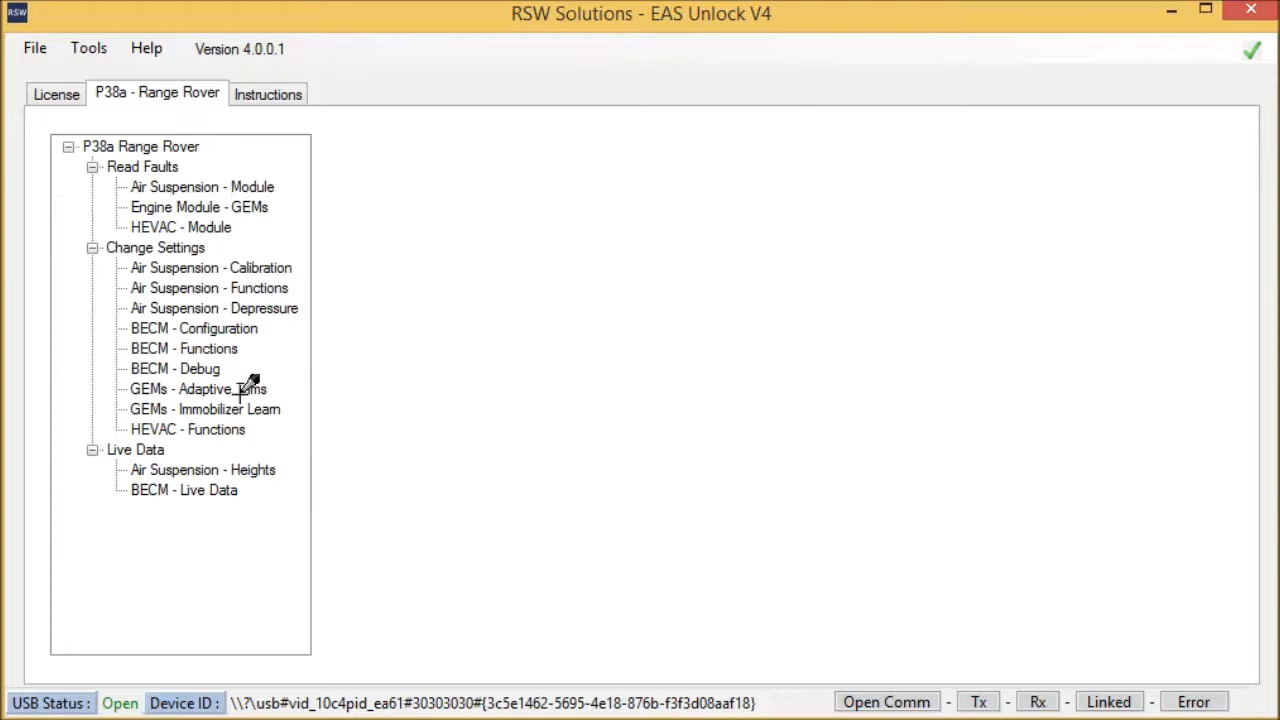 RSW
RSW Solutions - EAS Unlock V4
File Tools Help Version 4.0.0.1
License P38a - Range Rover Instructions
P38a Range Rover
Read Faults
Air Suspension - Module
Engine Module - GEMs
HEVAC - Module
Change Settings
Air Suspension - Calibration
Air Suspension - Functions
Air Suspension - Depressure
BECM - Configuration
BECM - Functions
BECM - Debug
GEMs - Adaptive
GEMs - Immobilizer Learn
HEVAC - Functions
Live Data
Air Suspension - Heights
BECM - Live Data
USB Status : Open Device ID : \\?\usb#vid_10c4pid_ea61#30303030#{3c5e1462-5695-4e18-876b-f3f3d08aaf18} Open Comm - Tx - Rx - Linked - Error